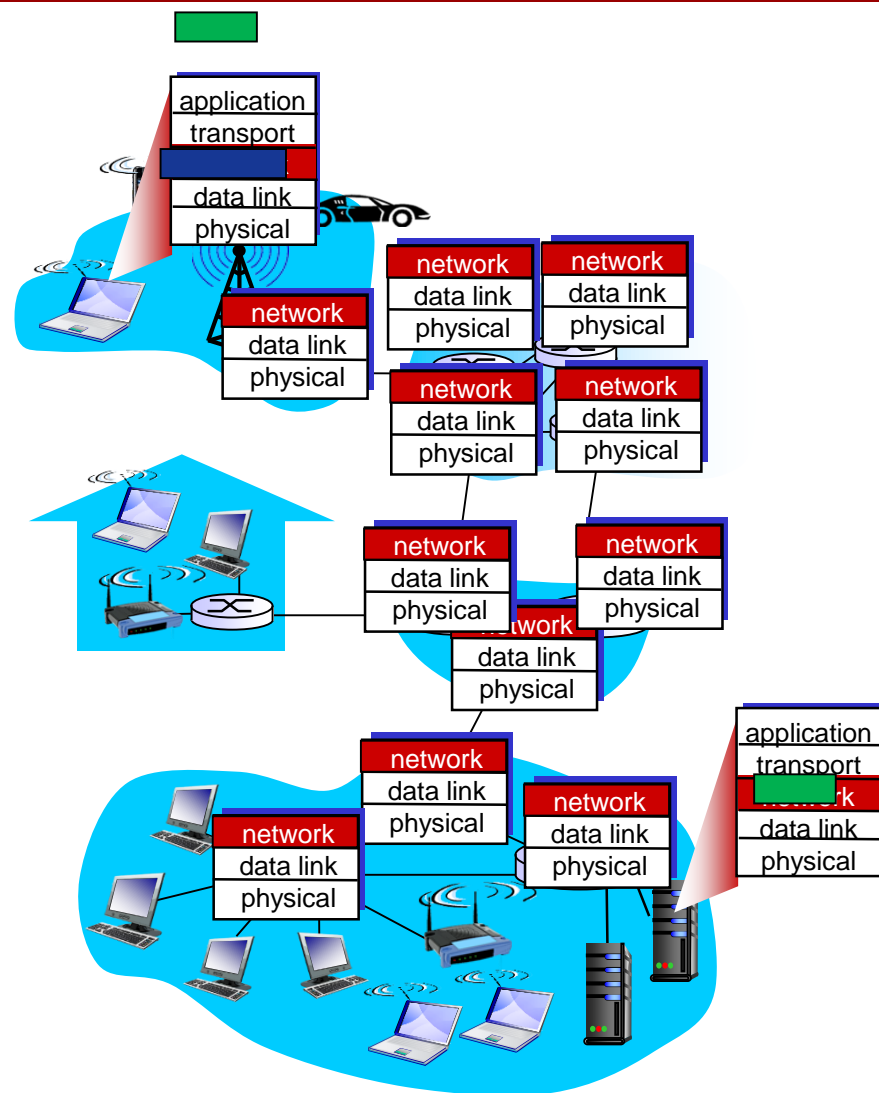 application
transport
data link
physical
network
data link
physical
network
data link
physical
network
data link
physical
network
data link
physical
network
data link
physical
network
data link
physical
network
data link
physical
network
data link
physical
network
data link
physical
network
data link
physical
network
data link
physical
application
transport
data link
physical